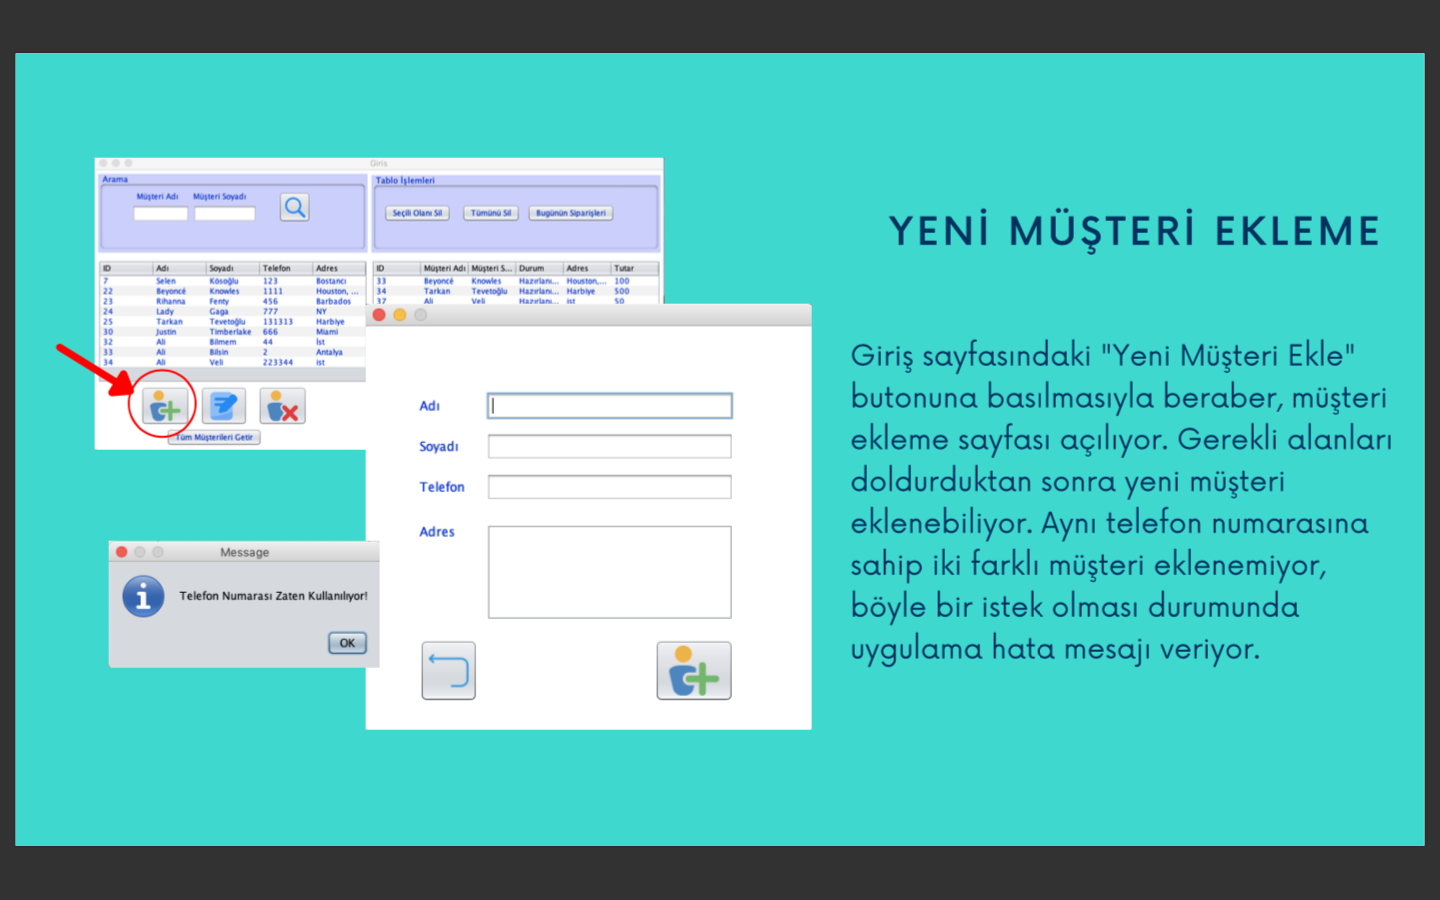 Giris
Arama
Müşteri Adı Müşteri Soyadı
Tablo İşlemleri
Seçili Olanı Sil Tümünü Sil Bugünün Siparişleri
ID Adı Soyadı Telefon Adres
7 Selen Kösoğlu 123 Bostancı
22 Beyoncé Knowles 1111 Houston, ...
23 Rihanna Fenty 456 Barbados
24 Lady Gaga 777 NY
25 Tarkan Tevetoğlu 131313 Harbiye
30 Justin Timberlake 666 Miami
32 Ali Bilmem 44 İst
33 Ali Bilsin 2 Antalya
34 Ali Veli 223344 ist
Tüm Müşterileri Getir
ID Müşteri Adı Müşteri S... Durum Adres Tutar
33 Beyoncé Knowles Hazırlanı... Houston,... 100
34 Tarkan Tevetoğlu Hazırlanı... Harbiye 500
37 Ali Veli Hazırlanı... ist 50
Adı
Soyadı
Telefon
Adres
Message
Telefon Numarası Zaten Kullanılıyor!
OK
YENİ MÜŞTERİ EKLEME
Giriş sayfasındaki "Yeni Müşteri Ekle"
butonuna basılmasıyla beraber, müşteri
ekleme sayfası açılıyor. Gerekli alanları
doldurduktan sonra yeni müşteri
eklenebiliyor. Aynı telefon numarasına
sahip iki farklı müşteri eklenemiyor,
böyle bir istek olması durumunda
uygulama hata mesajı veriyor.